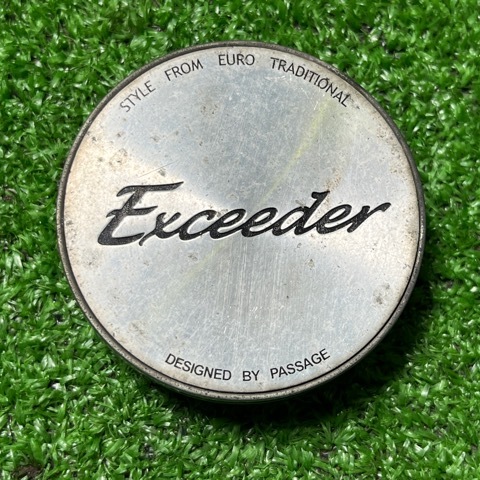 STYLE FROM EURO TRADITIONAL
Exceeder
DESIGNED BY PASSAGE